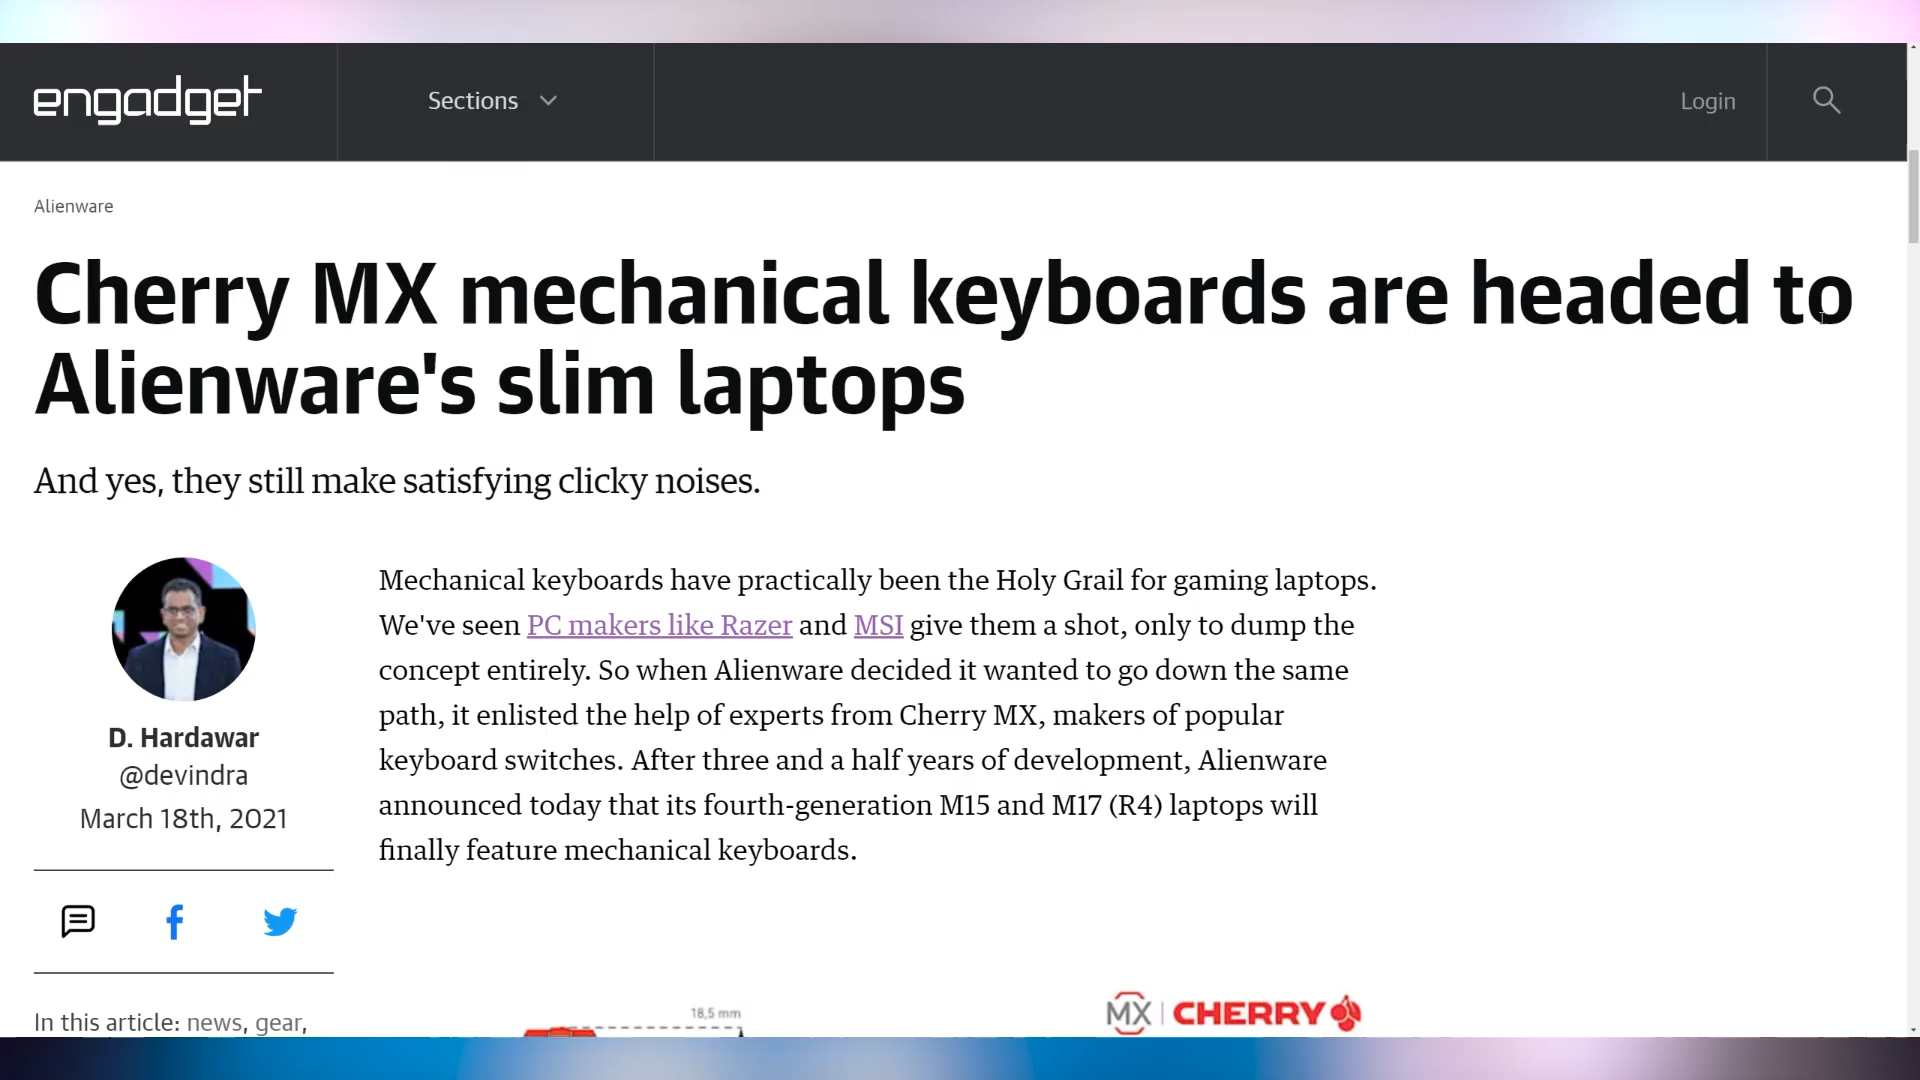 engadget
Sections
Login
Alienware
Cherry MX mechanical keyboards are headed to
Alienware's slim laptops
And yes, they still make satisfying clicky noises.
D. Hardawar
@devindra
March 18th, 2021
In this article: news, gear,
Mechanical keyboards have practically been the Holy Grail for gaming laptops.
We've seen PC makers like Razer and MSI give them a shot, only to dump the
concept entirely. So when Alienware decided it wanted to go down the same
path, it enlisted the help of experts from Cherry MX, makers of popular
keyboard switches. After three and a half years of development, Alienware
announced today that its fourth-generation M15 and M17 (R4) laptops will
finally feature mechanical keyboards.
18,5 mm
MX CHERRY